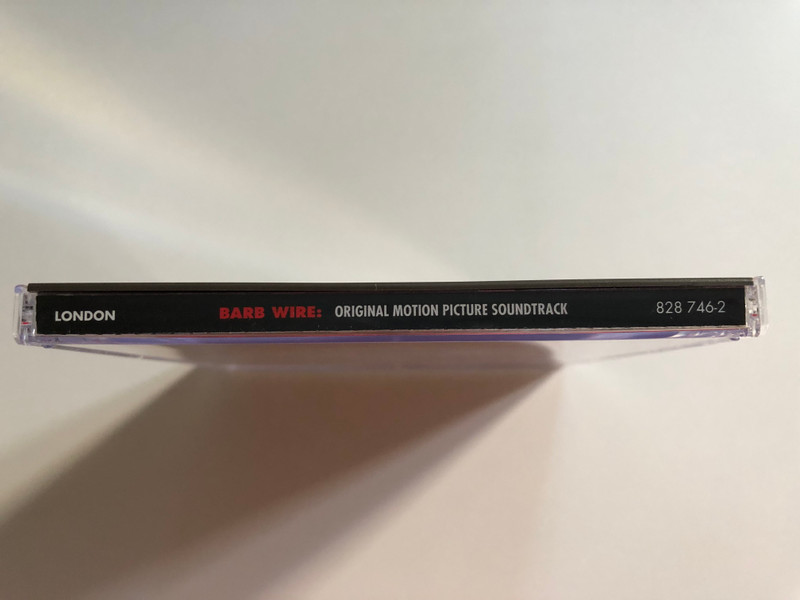 LONDON BARB WIRE: ORIGINAL MOTION PICTURE SOUNDTRACK 828 746-2